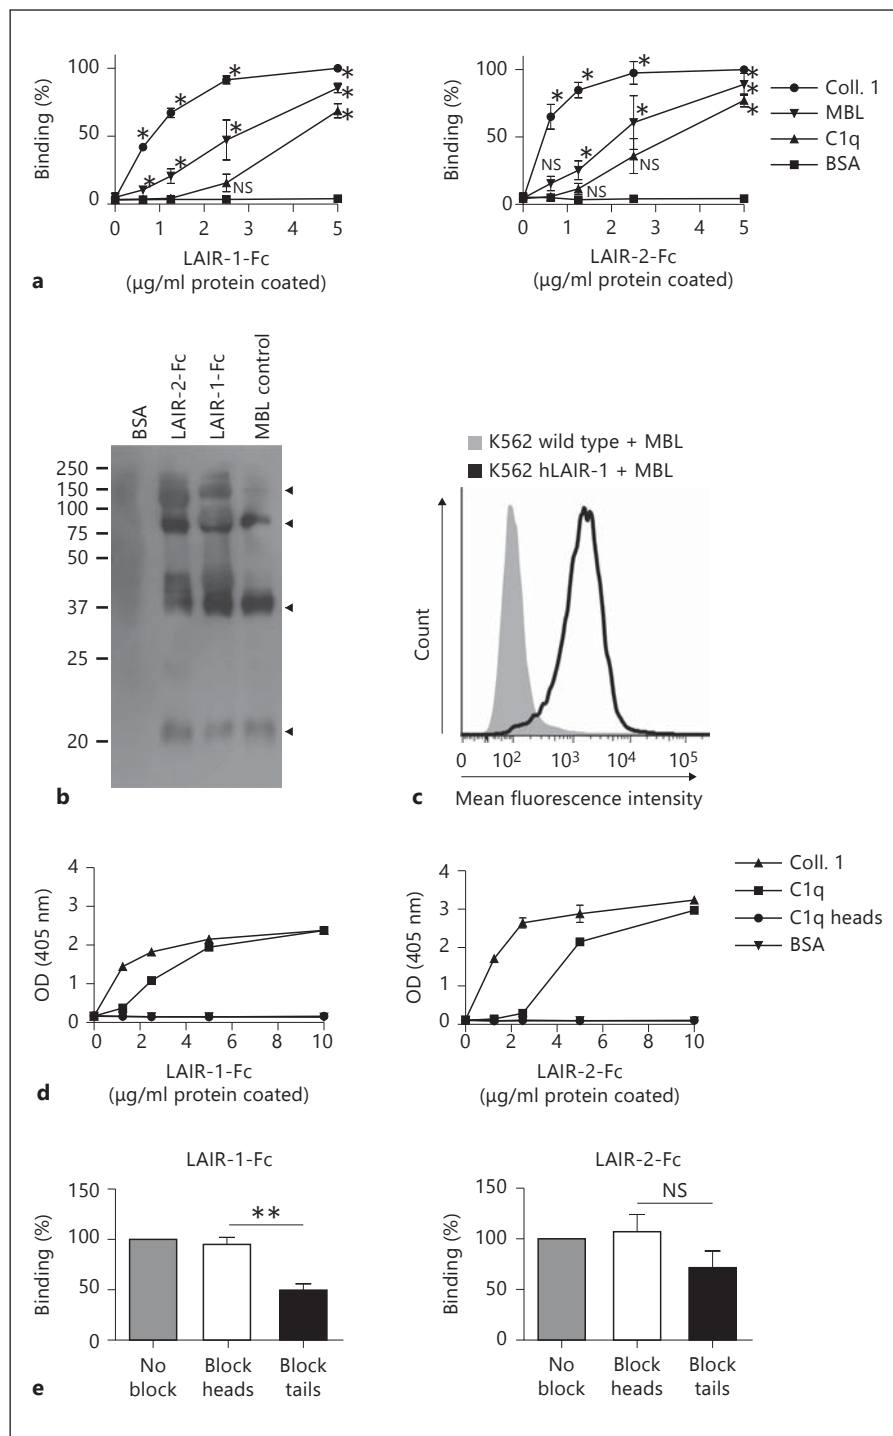 100
50
0
Binding (%)
*
*
*
*
*
*
*
*
*
NS
0 1 2 3 4 5
LAIR-1-Fc
(µg/ml protein coated)
100
50
0
Binding (%)
*
*
*
*
*
*
*
*
NS
NS
NS
0 1 2 3 4 5
LAIR-2-Fc
(µg/ml protein coated)
Coll. 1
MBL
C1q
BSA
a
BSA
LAIR-2-Fc
LAIR-1-Fc
MBL control
250
150
100
75
50
37
25
20
b
K562 wild type + MBL
K562 hLAIR-1 + MBL
Count
0 10² 10³ 10⁴ 10⁵
Mean fluorescence intensity
c
4
3
2
1
0
OD (405 nm)
0 2 4 6 8 10
LAIR-1-Fc
(µg/ml protein coated)
4
3
2
1
0
OD (405 nm)
0 2 4 6 8 10
LAIR-2-Fc
(µg/ml protein coated)
Coll. 1
C1q
C1q heads
BSA
d
LAIR-1-Fc
150
100
50
0
Binding (%)
**
No block
Block heads
Block tails
LAIR-2-Fc
150
100
50
0
Binding (%)
NS
No block
Block heads
Block tails
e